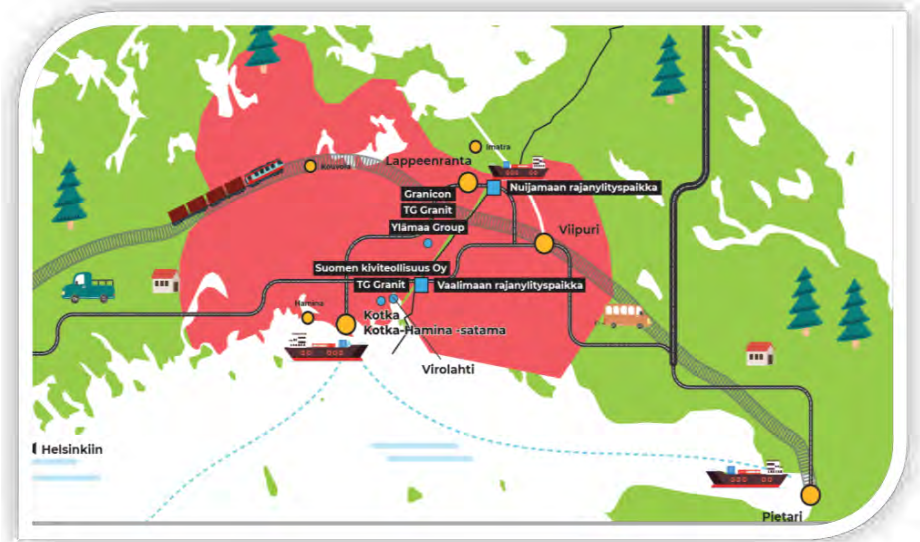 Imatra
Lappeenranta
Kouvola
Granicon
Nuijamaan rajanylityspaikka
TG Granit
Ylämaa Group
Viipuri
Suomen kiviteollisuus Oy
TG Granit
Vaalimaan rajanylityspaikka
Hamina
Kotka
Kotka-Hamina -satama
Virolahti
Helsinkiin
Pietari